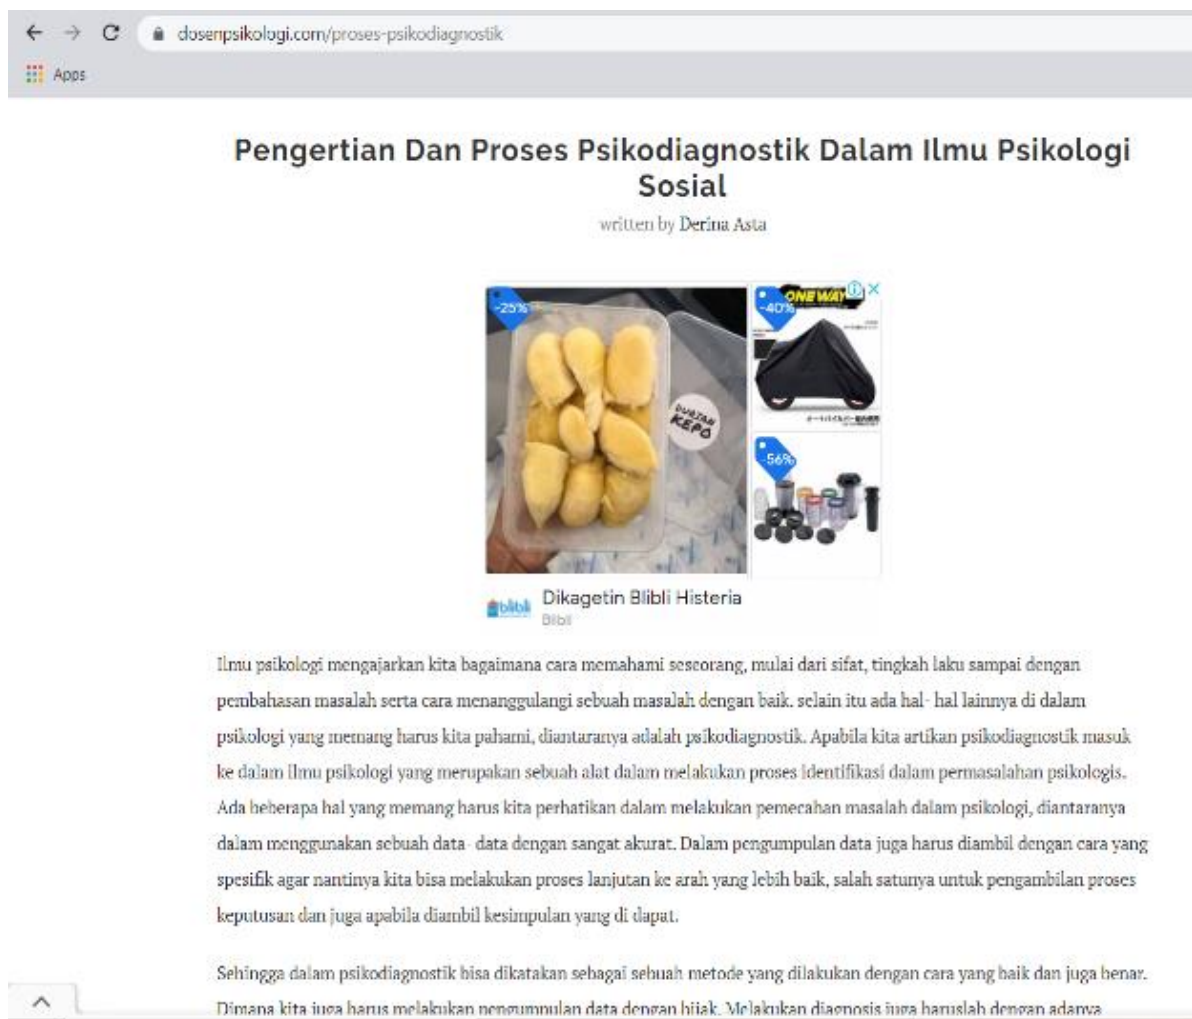 dosenpsikologi.com/proses-psikodiagnostik
Apps
Pengertian Dan Proses Psikodiagnostik Dalam Ilmu Psikologi
Sosial
written by Derina Asta
-25%
DURIAN
KEPO
ONE WAY
-40%
-56%
blibli
Dikagetin Blibli Histeria
Blibli
Ilmu psikologi mengajarkan kita bagaimana cara memahami seseorang, mulai dari sifat, tingkah laku sampai dengan
pembahasan masalah serta cara menanggulangi sebuah masalah dengan baik. selain itu ada hal- hal lainnya di dalam
psikologi yang memang harus kita pahami, diantaranya adalah psikodiagnostik. Apabila kita artikan psikodiagnostik masuk
ke dalam ilmu psikologi yang merupakan sebuah alat dalam melakukan proses identifikasi dalam permasalahan psikologis.
Ada beberapa hal yang memang harus kita perhatikan dalam melakukan pemecahan masalah dalam psikologi, diantaranya
dalam menggunakan sebuah data- data dengan sangat akurat. Dalam pengumpulan data juga harus diambil dengan cara yang
spesifik agar nantinya kita bisa melakukan proses lanjutan ke arah yang lebih baik, salah satunya untuk pengambilan proses
keputusan dan juga apabila diambil kesimpulan yang di dapat.
Sehingga dalam psikodiagnostik bisa dikatakan sebagai sebuah metode yang dilakukan dengan cara yang baik dan juga benar.
Dimana kita juga harus melakukan pengumpulan data dengan bijak. Melakukan diagnosis juga haruslah dengan adanya